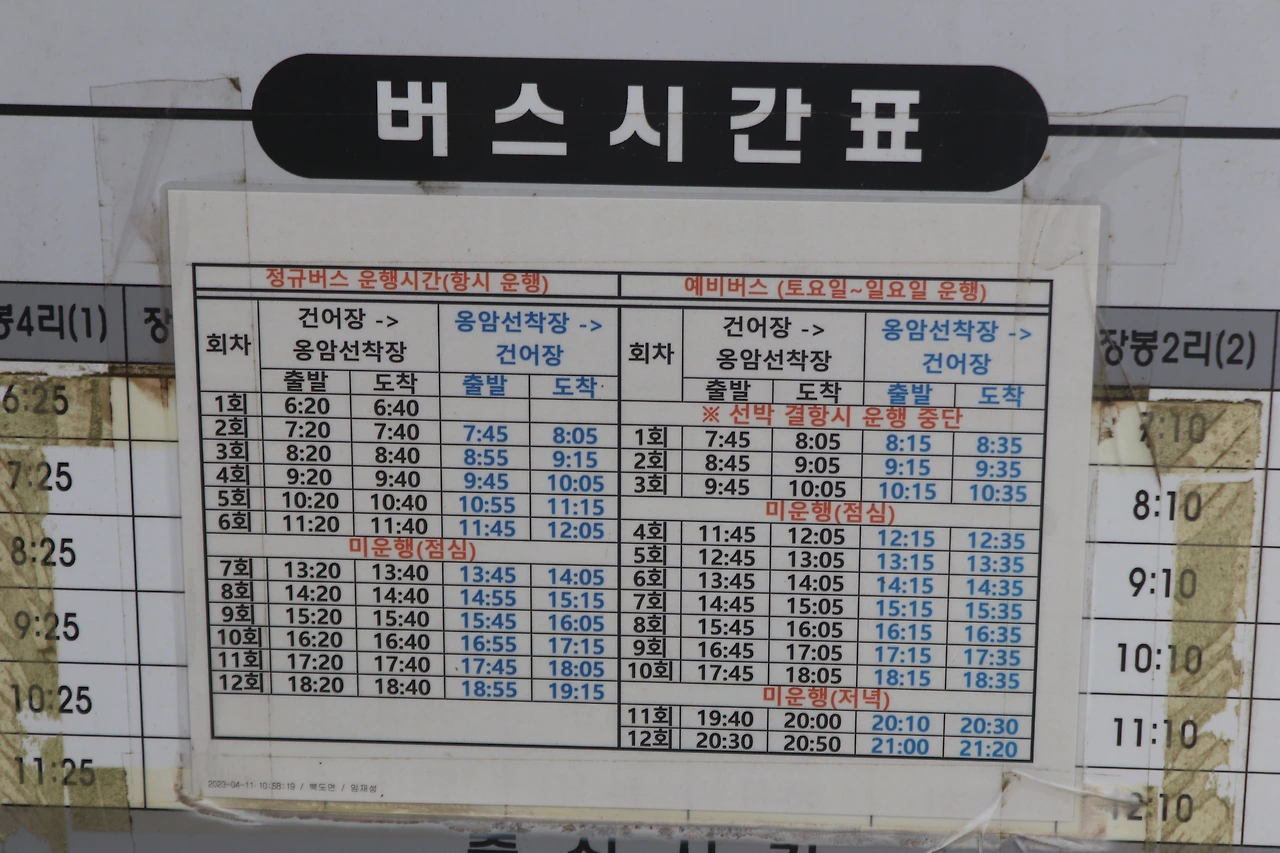 버스시간표
봉4리(1) 장
6:25
7:25
8:25
9:25
10:25
11:25
정규버스 운행시간(항시 운행)
회차 건어장 -> 옹암선착장 옹암선착장 -> 건어장
출발 도착 출발 도착
1회 6:20 6:40
2회 7:20 7:40 7:45 8:05
3회 8:20 8:40 8:55 9:15
4회 9:20 9:40 9:45 10:05
5회 10:20 10:40 10:55 11:15
6회 11:20 11:40 11:45 12:05
미운행(점심)
7회 13:20 13:40 13:45 14:05
8회 14:20 14:40 14:55 15:15
9회 15:20 15:40 15:45 16:05
10회 16:20 16:40 16:55 17:15
11회 17:20 17:40 17:45 18:05
12회 18:20 18:40 18:55 19:15
예비버스 (토요일~일요일 운행)
회차 건어장 -> 옹암선착장 옹암선착장 -> 건어장
출발 도착 출발 도착
※ 선박 결항시 운행 중단
1회 7:45 8:05 8:15 8:35
2회 8:45 9:05 9:15 9:35
3회 9:45 10:05 10:15 10:35
미운행(점심)
4회 11:45 12:05 12:15 12:35
5회 12:45 13:05 13:15 13:35
6회 13:45 14:05 14:15 14:35
7회 14:45 15:05 15:15 15:35
8회 15:45 16:05 16:15 16:35
9회 16:45 17:05 17:15 17:35
10회 17:45 18:05 18:15 18:35
미운행(저녁)
11회 19:40 20:00 20:10 20:30
12회 20:30 20:50 21:00 21:20
2023-04-11 10:58:19 / 북도면 / 임재성
장봉2리(2)
7:10
8:10
9:10
10:10
11:10
12:10